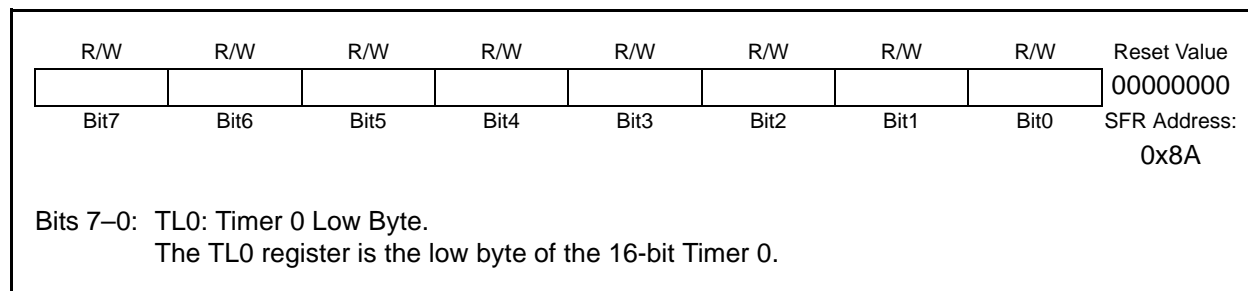 R/W R/W R/W R/W R/W R/W R/W R/W Reset Value
00000000
Bit7 Bit6 Bit5 Bit4 Bit3 Bit2 Bit1 Bit0 SFR Address:
0x8A
Bits 7–0: TL0: Timer 0 Low Byte.
The TL0 register is the low byte of the 16-bit Timer 0.